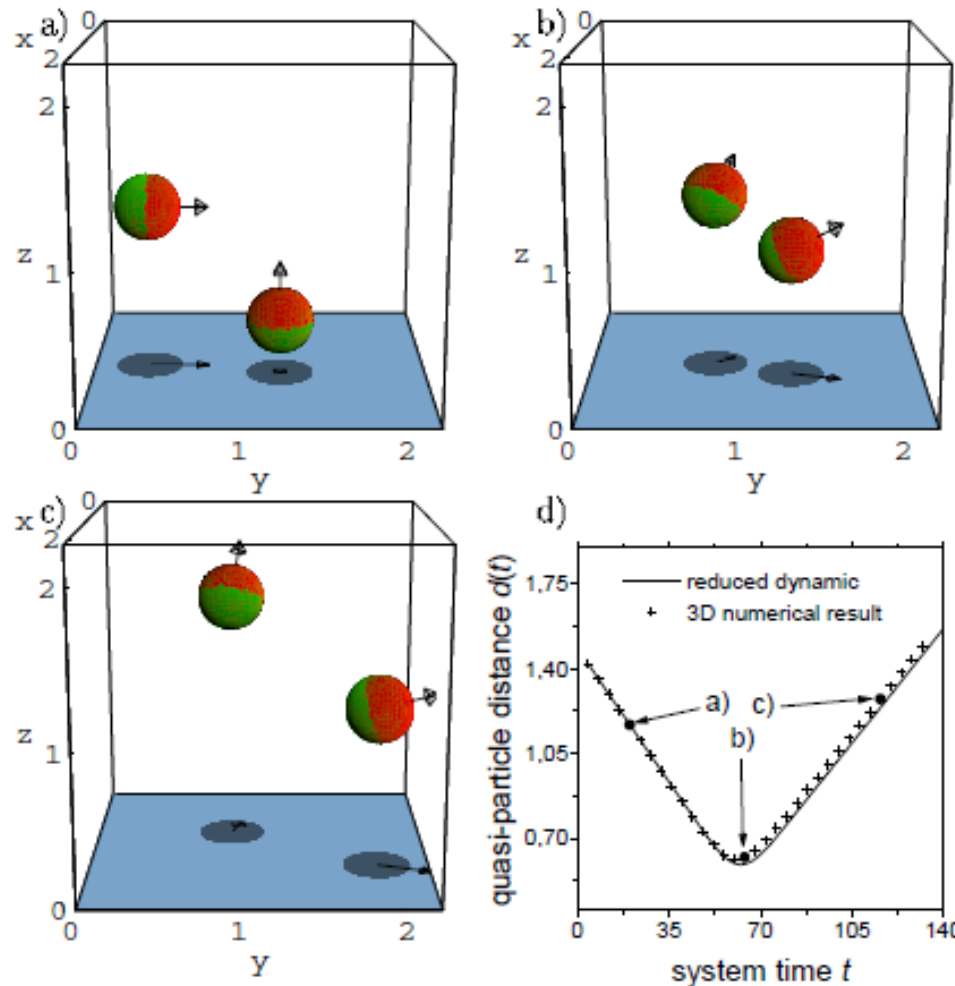 a)
x
0
2
2
z
1
0
0
1
2
y
b)
x
0
2
2
z
1
0
0
1
2
y
c)
x
0
2
2
z
1
0
0
1
2
y
d)
quasi-particle distance d(t)
1,75
1.40
1.05
0,70
reduced dynamic
3D numerical result
a)
c)
b)
0
35
70
105
140
system time t